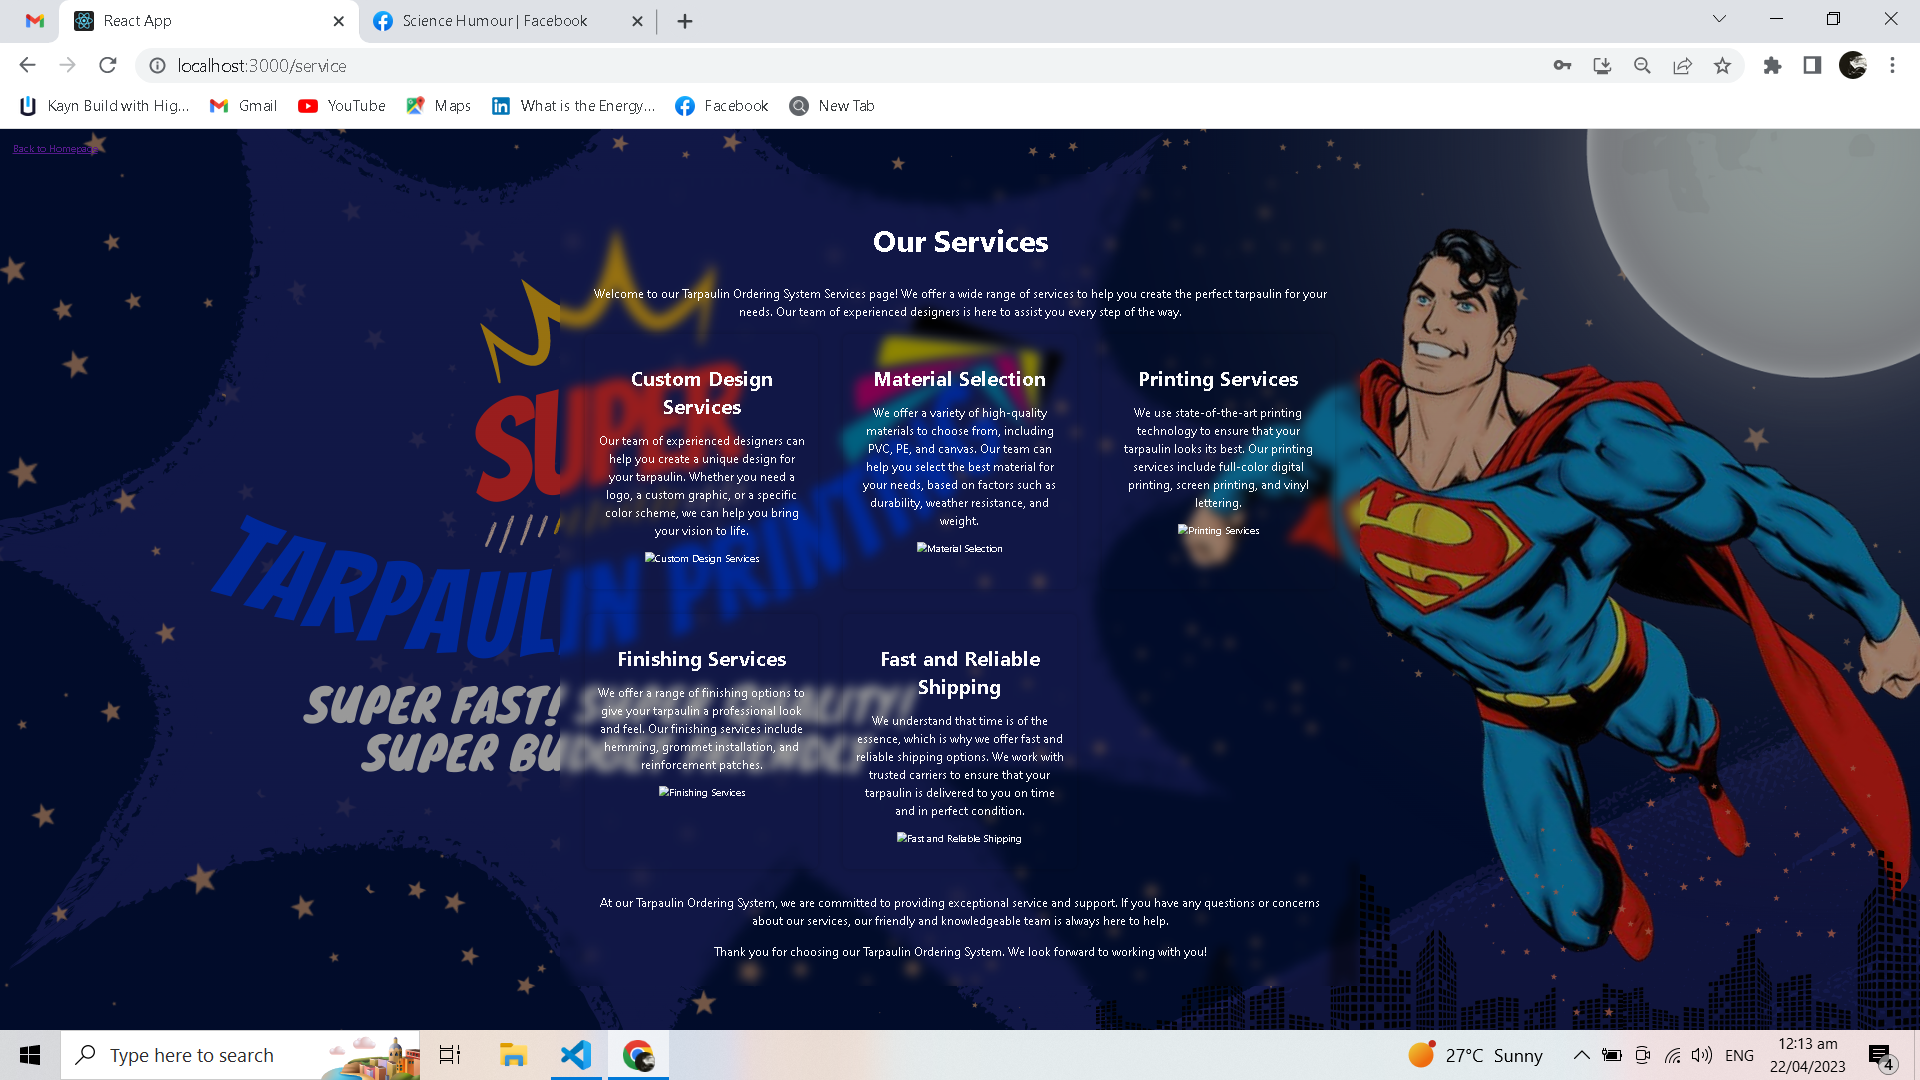 React App
Science Humour | Facebook
localhost:3000/service
Kayn Build with Hig...
Gmail
YouTube
Maps
What is the Energy...
Facebook
New Tab
Back to Homepage
Our Services
Welcome to our Tarpaulin Ordering System Services page! We offer a wide range of services to help you create the perfect tarpaulin for your
needs. Our team of experienced designers is here to assist you every step of the way.
Custom Design
Services
Our team of experienced designers can
help you create a unique design for
your tarpaulin. Whether you need a
logo, a custom graphic, or a specific
color scheme, we can help you bring
your vision to life.
Custom Design Services
Material Selection
We offer a variety of high-quality
materials to choose from, including
PVC, PE, and canvas. Our team can
help you select the best material for
your needs, based on factors such as
durability, weather resistance, and
weight.
Material Selection
Printing Services
We use state-of-the-art printing
technology to ensure that your
tarpaulin looks its best. Our printing
services include full-color digital
printing, screen printing, and vinyl
lettering.
Printing Services
Finishing Services
We offer a range of finishing options to
give your tarpaulin a professional look
and feel. Our finishing services include
hemming, grommet installation, and
reinforcement patches.
Finishing Services
Fast and Reliable
Shipping
We understand that time is of the
essence, which is why we offer fast and
reliable shipping options. We work with
trusted carriers to ensure that your
tarpaulin is delivered to you on time
and in perfect condition.
Fast and Reliable Shipping
At our Tarpaulin Ordering System, we are committed to providing exceptional service and support. If you have any questions or concerns
about our services, our friendly and knowledgeable team is always here to help.
Thank you for choosing our Tarpaulin Ordering System. We look forward to working with you!
SUPER
TARPAULIN PRINTING
SUPER FAST! SUPER QUALITY!
SUPER BUDGET FRIENDLY
S
Type here to search
27°C Sunny
ENG
12:13 am
22/04/2023
4